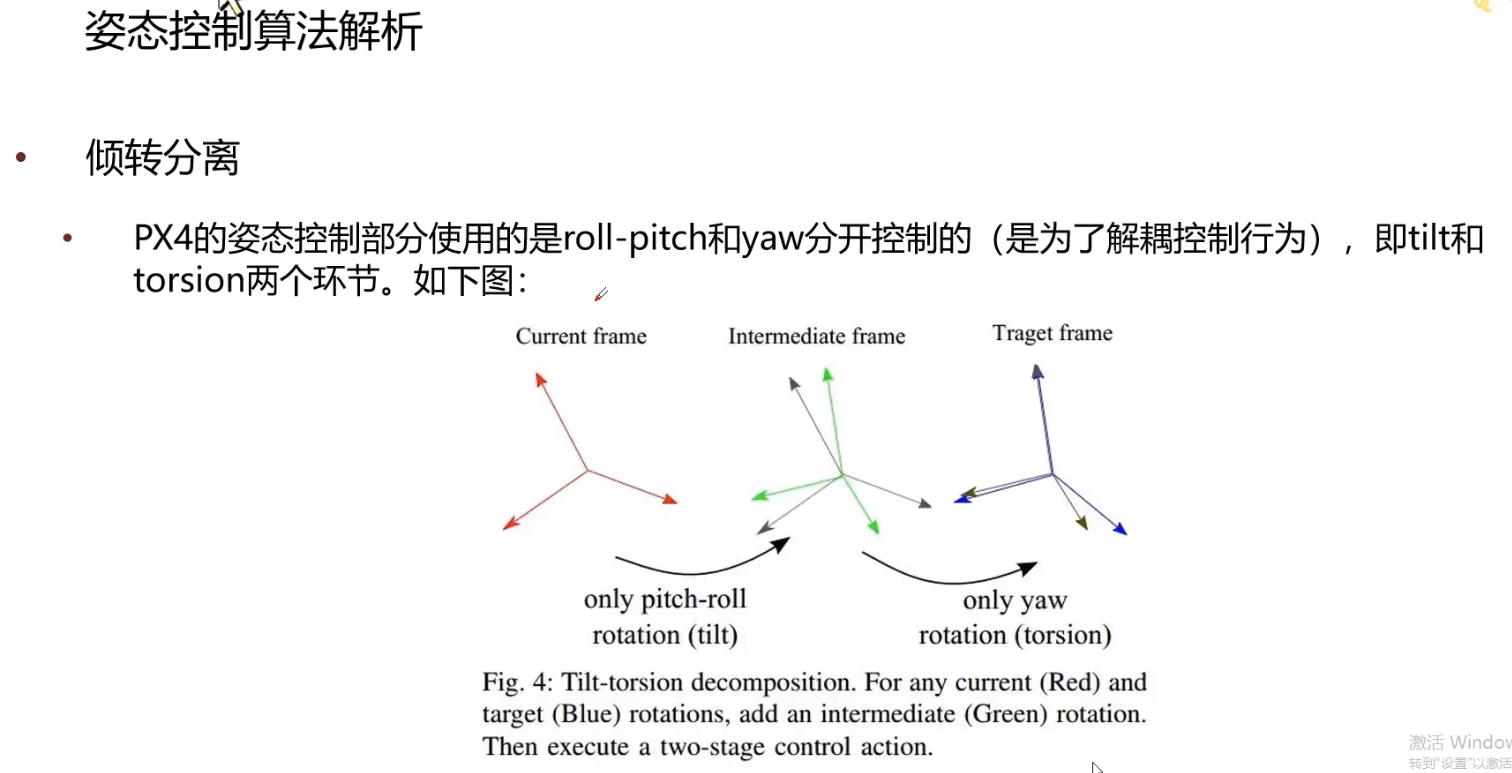 姿态控制算法解析
倾转分离
PX4的姿态控制部分使用的是roll-pitch和yaw分开控制的（是为了解耦控制行为），即tilt和
torsion两个环节。如下图：
Current frame
Intermediate frame
Traget frame
only pitch-roll
rotation (tilt)
only yaw
rotation (torsion)
Fig. 4: Tilt-torsion decomposition. For any current (Red) and
target (Blue) rotations, add an intermediate (Green) rotation.
Then execute a two-stage control action.
激活 Window
转到"设置"以激活